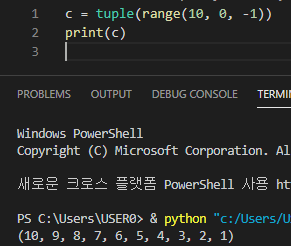 1 c = tuple(range(10, 0, -1))
2 print(c)
3
PROBLEMS OUTPUT DEBUG CONSOLE TERMIN
Windows PowerShell
Copyright (C) Microsoft Corporation. Al
새로운 크로스 플랫폼 PowerShell 사용 ht
PS C:\Users\USER0> & python "c:/Users/U
(10, 9, 8, 7, 6, 5, 4, 3, 2, 1)